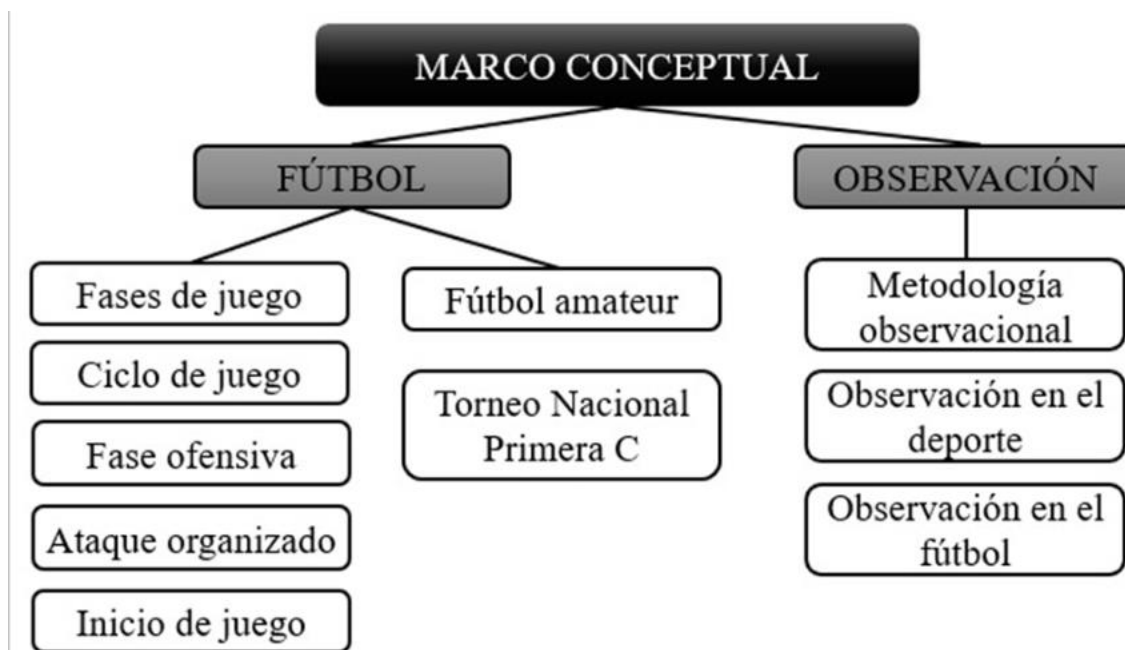 MARCO CONCEPTUAL
FÚTBOL
OBSERVACIÓN
Fases de juego
Ciclo de juego
Fase ofensiva
Ataque organizado
Inicio de juego
Fútbol amateur
Torneo Nacional
Primera C
Metodología
observacional
Observación en el
deporte
Observación en el
fútbol